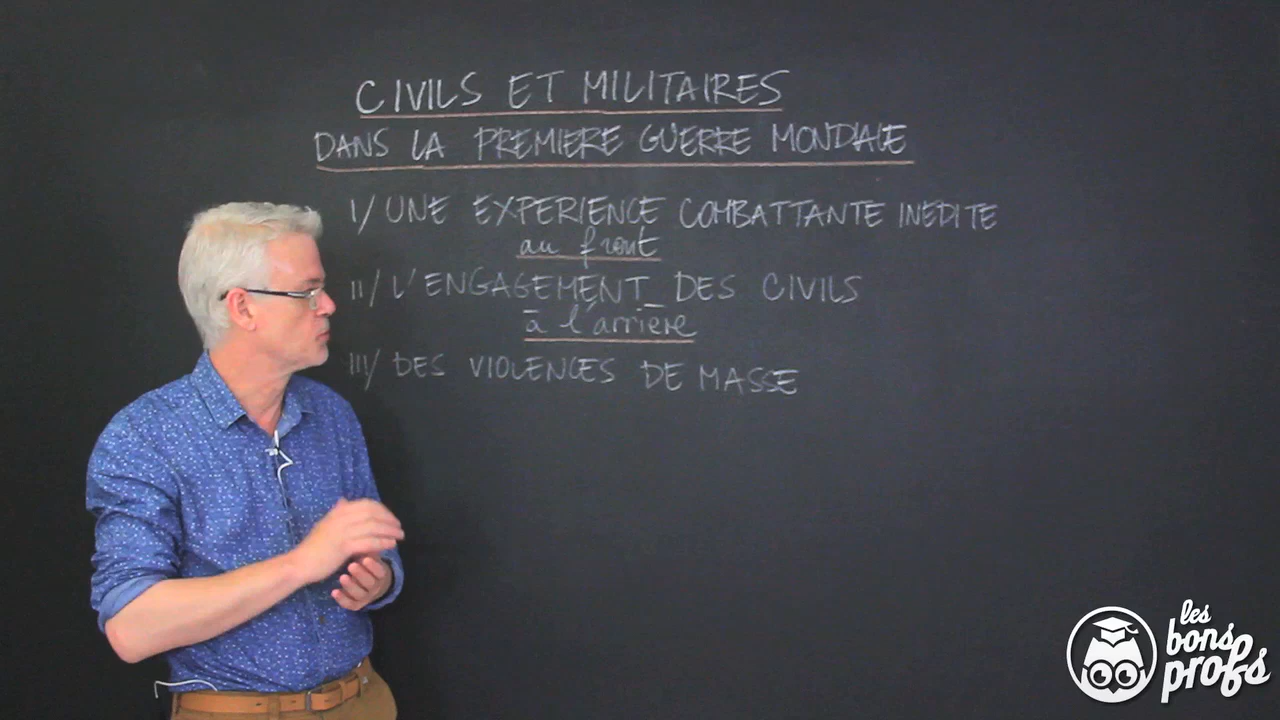 CIVILS ET MILITAIRES
DANS LA PREMIERE GUERRE MONDIALE
I/ UNE EXPERIENCE COMBATTANTE INEDITE
au front
II/ L'ENGAGEMENT DES CIVILS
à l'arrière
III/ DES VIOLENCES DE MASSE
les
bons
profs